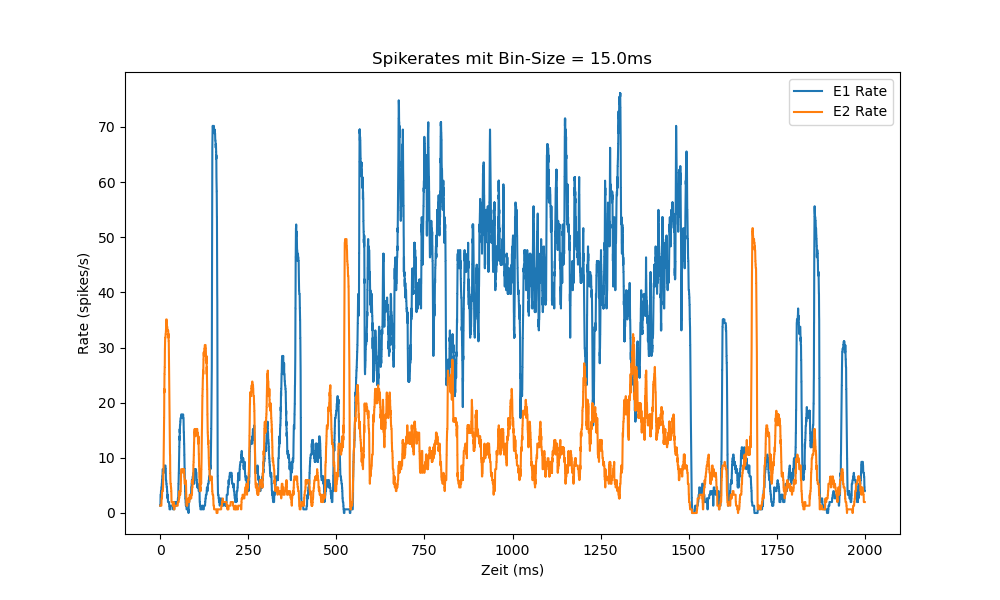 Spikerates mit Bin-Size = 15.0ms
E1 Rate
E2 Rate
70
60
50
40
30
20
10
0
Rate (spikes/s)
0 250 500 750 1000 1250 1500 1750 2000
Zeit (ms)